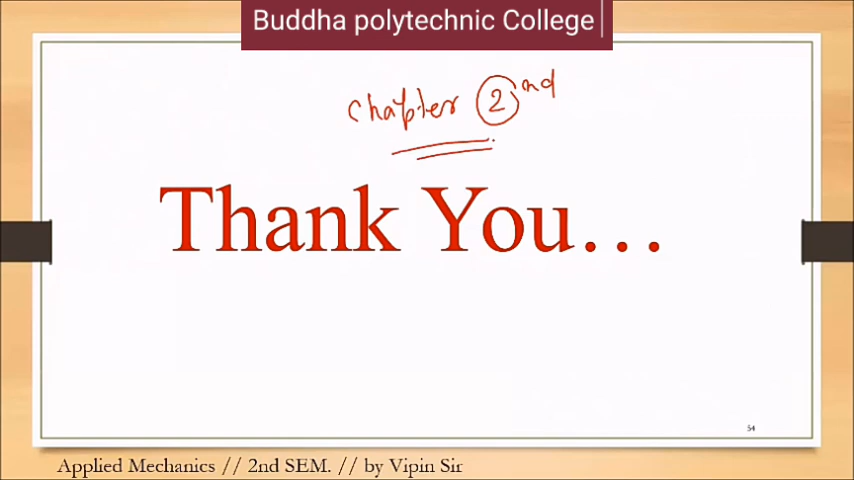 Buddha polytechnic College
Chapter 2nd
Thank You...
54
Applied Mechanics // 2nd SEM. // by Vipin Sir